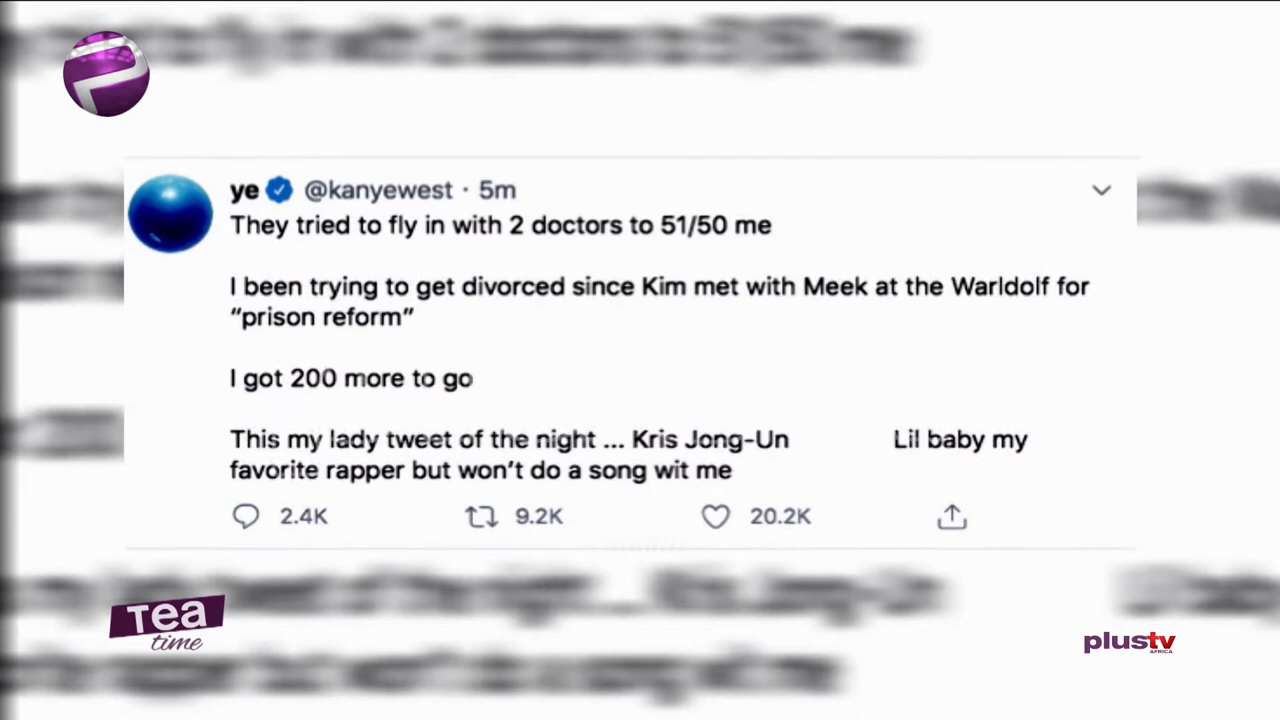 ye @kanyewest · 5m
They tried to fly in with 2 doctors to 51/50 me
I been trying to get divorced since Kim met with Meek at the Warldolf for
“prison reform”
I got 200 more to go
This my lady tweet of the night ... Kris Jong-Un Lil baby my
favorite rapper but won’t do a song wit me
2.4K 9.2K 20.2K
Tea
time
plustv
AFRICA